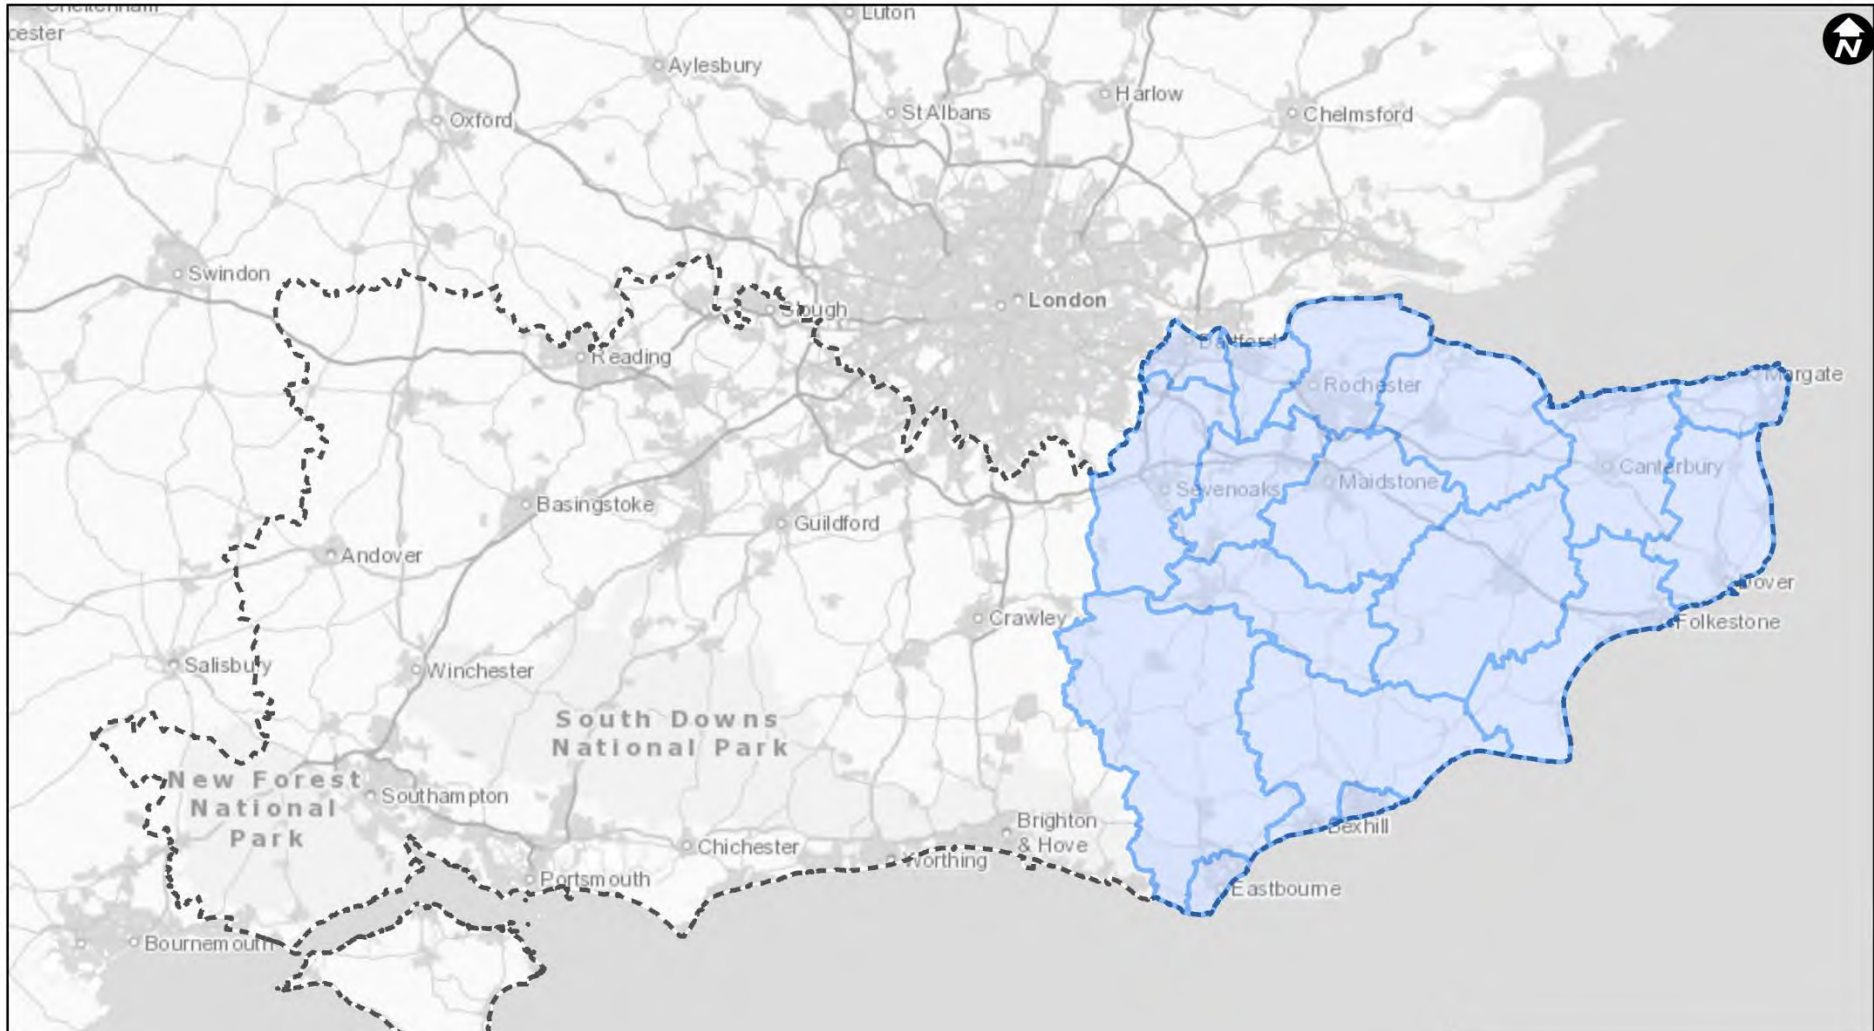 Cheltenham
Luton
N
Aylesbury
Harlow
Oxford
St Albans
Chelmsford
Swindon
Slough
London
Reading
Dartford
Rochester
Margate
Basingstoke
Guildford
Sevenoaks
Maidstone
Canterbury
Andover
Crawley
Dover
Folkestone
Salisbury
Winchester
South Downs
National Park
New Forest
National
Park
Southampton
Brighton
& Hove
Bexhill
Chichester
Worthing
Portsmouth
Eastbourne
Bournemouth